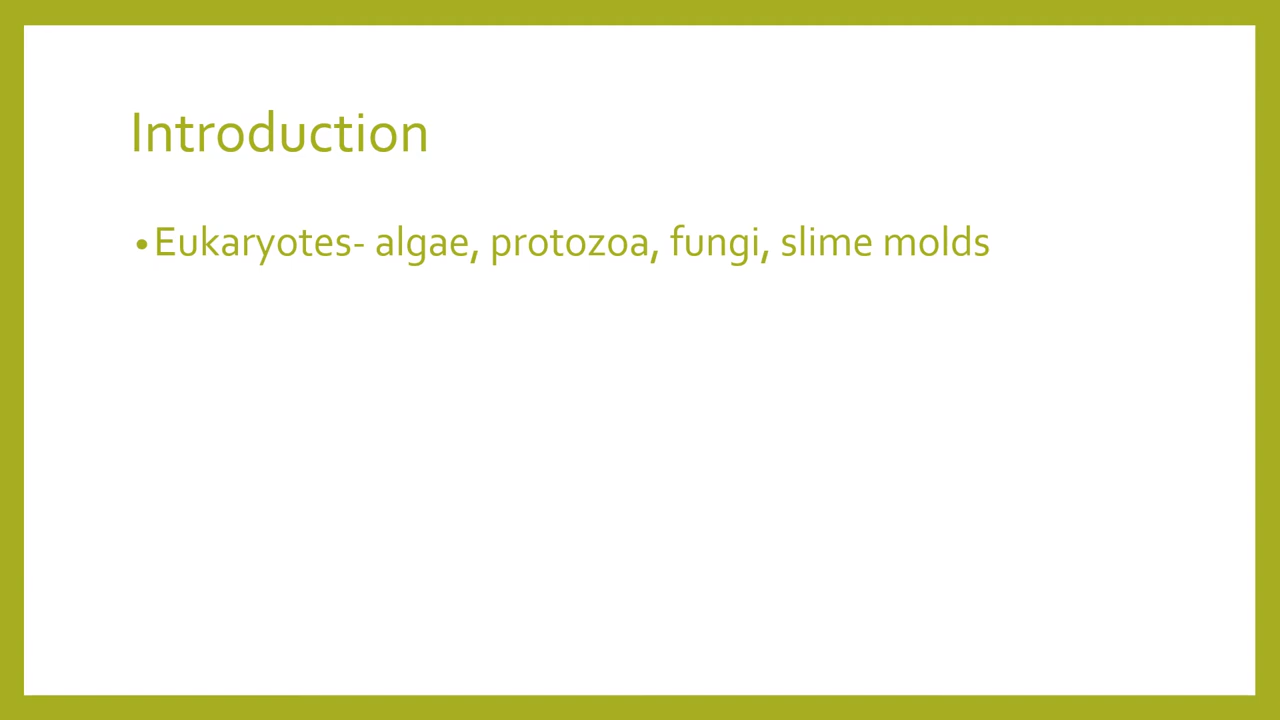 Introduction
•Eukaryotes- algae, protozoa, fungi, slime molds